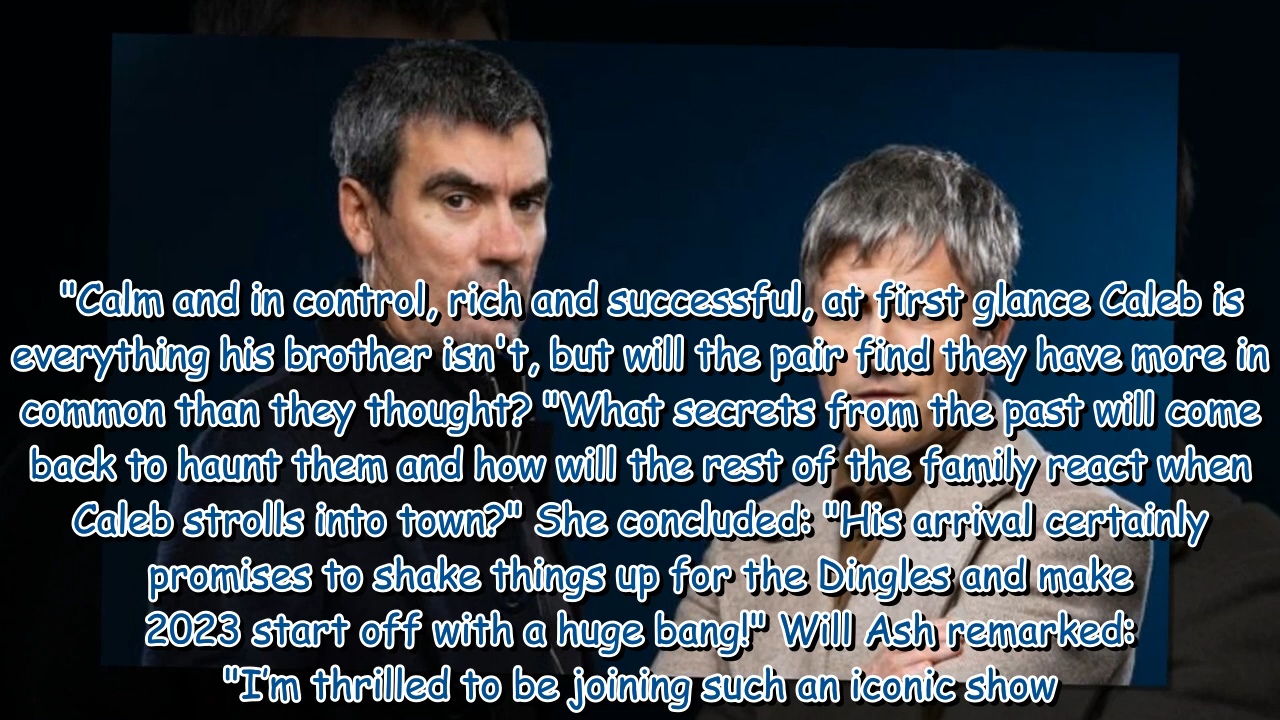 "Calm and in control, rich and successful, at first glance Caleb is
everything his brother isn't, but will the pair find they have more in
common than they thought? "What secrets from the past will come
back to haunt them and how will the rest of the family react when
Caleb strolls into town?" She concluded: "His arrival certainly
promises to shake things up for the Dingles and make
2023 start off with a huge bang!" Will Ash remarked:
"I’m thrilled to be joining such an iconic show